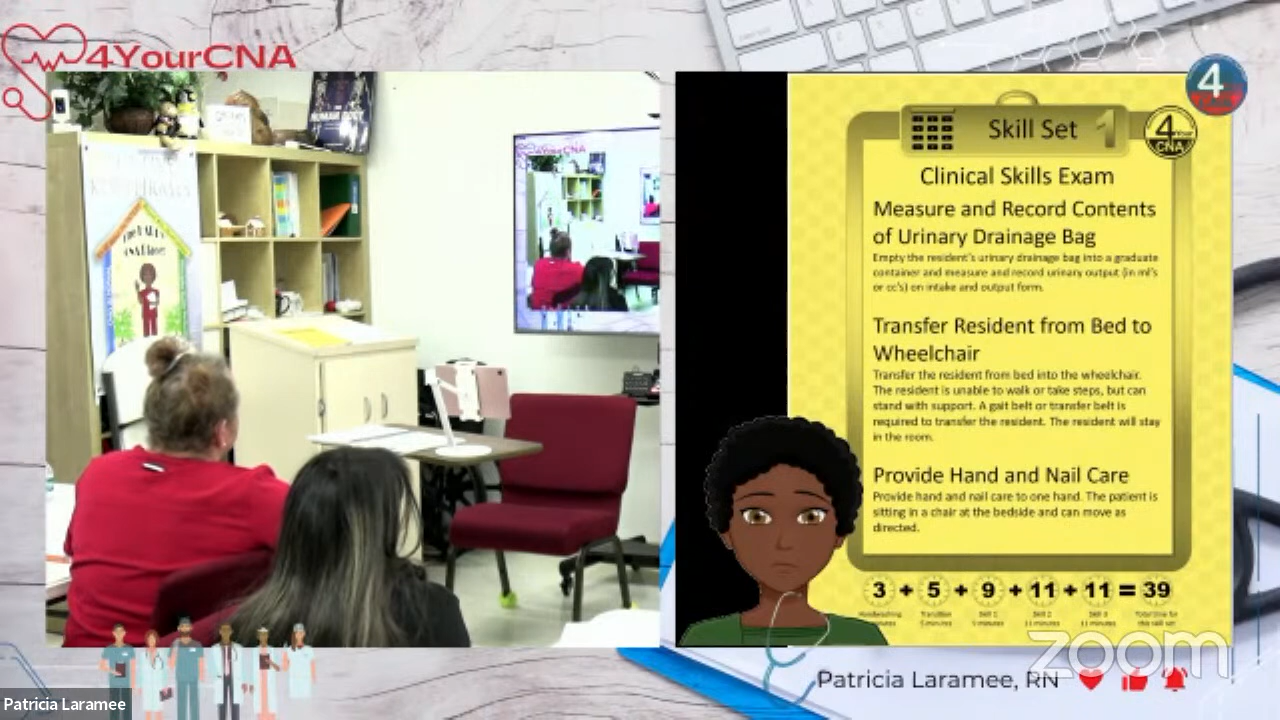 4YourCNA
4
Skill Set 1
4 Your
CNA
Clinical Skills Exam
Measure and Record Contents
of Urinary Drainage Bag
Empty the resident's urinary drainage bag into a graduate
container and measure and record urinary output (in ml's
or cc's) on intake and output form.
Transfer Resident from Bed to
Wheelchair
Transfer the resident from bed into the wheelchair.
The resident is unable to walk or take steps, but can
stand with support. A gait belt or transfer belt is
required to transfer the resident. The resident will stay
in the room.
Provide Hand and Nail Care
Provide hand and nail care to one hand. The patient is
sitting in a chair at the bedside and can move as
directed.
3 + 5 + 9 + 11 + 11 = 39
zoom
Patricia Laramee, RN
Patricia Laramee